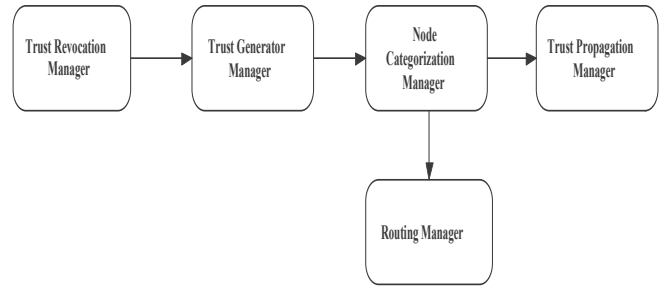 Trust Revocation
Manager
Trust Generator
Manager
Node
Categorization
Manager
Trust Propagation
Manager
Routing Manager